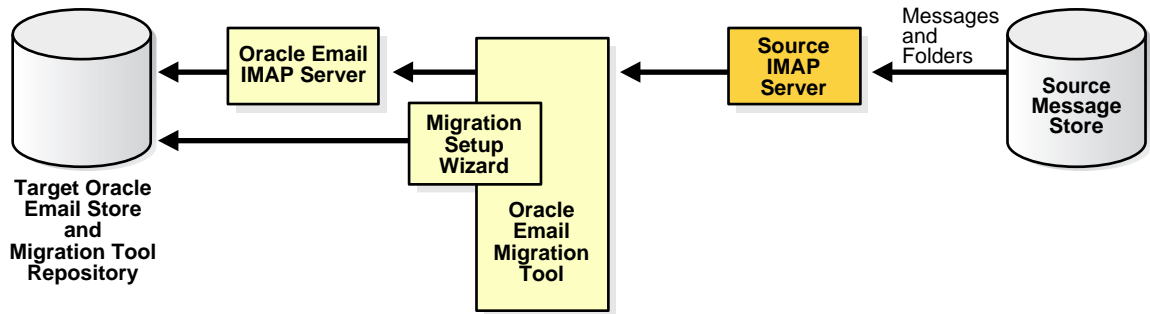 Oracle Email
IMAP Server
Source
IMAP
Server
Messages
and
Folders
Source
Message
Store
Migration
Setup
Wizard
Oracle
Email
Migration
Tool
Target Oracle
Email Store
and
Migration Tool
Repository